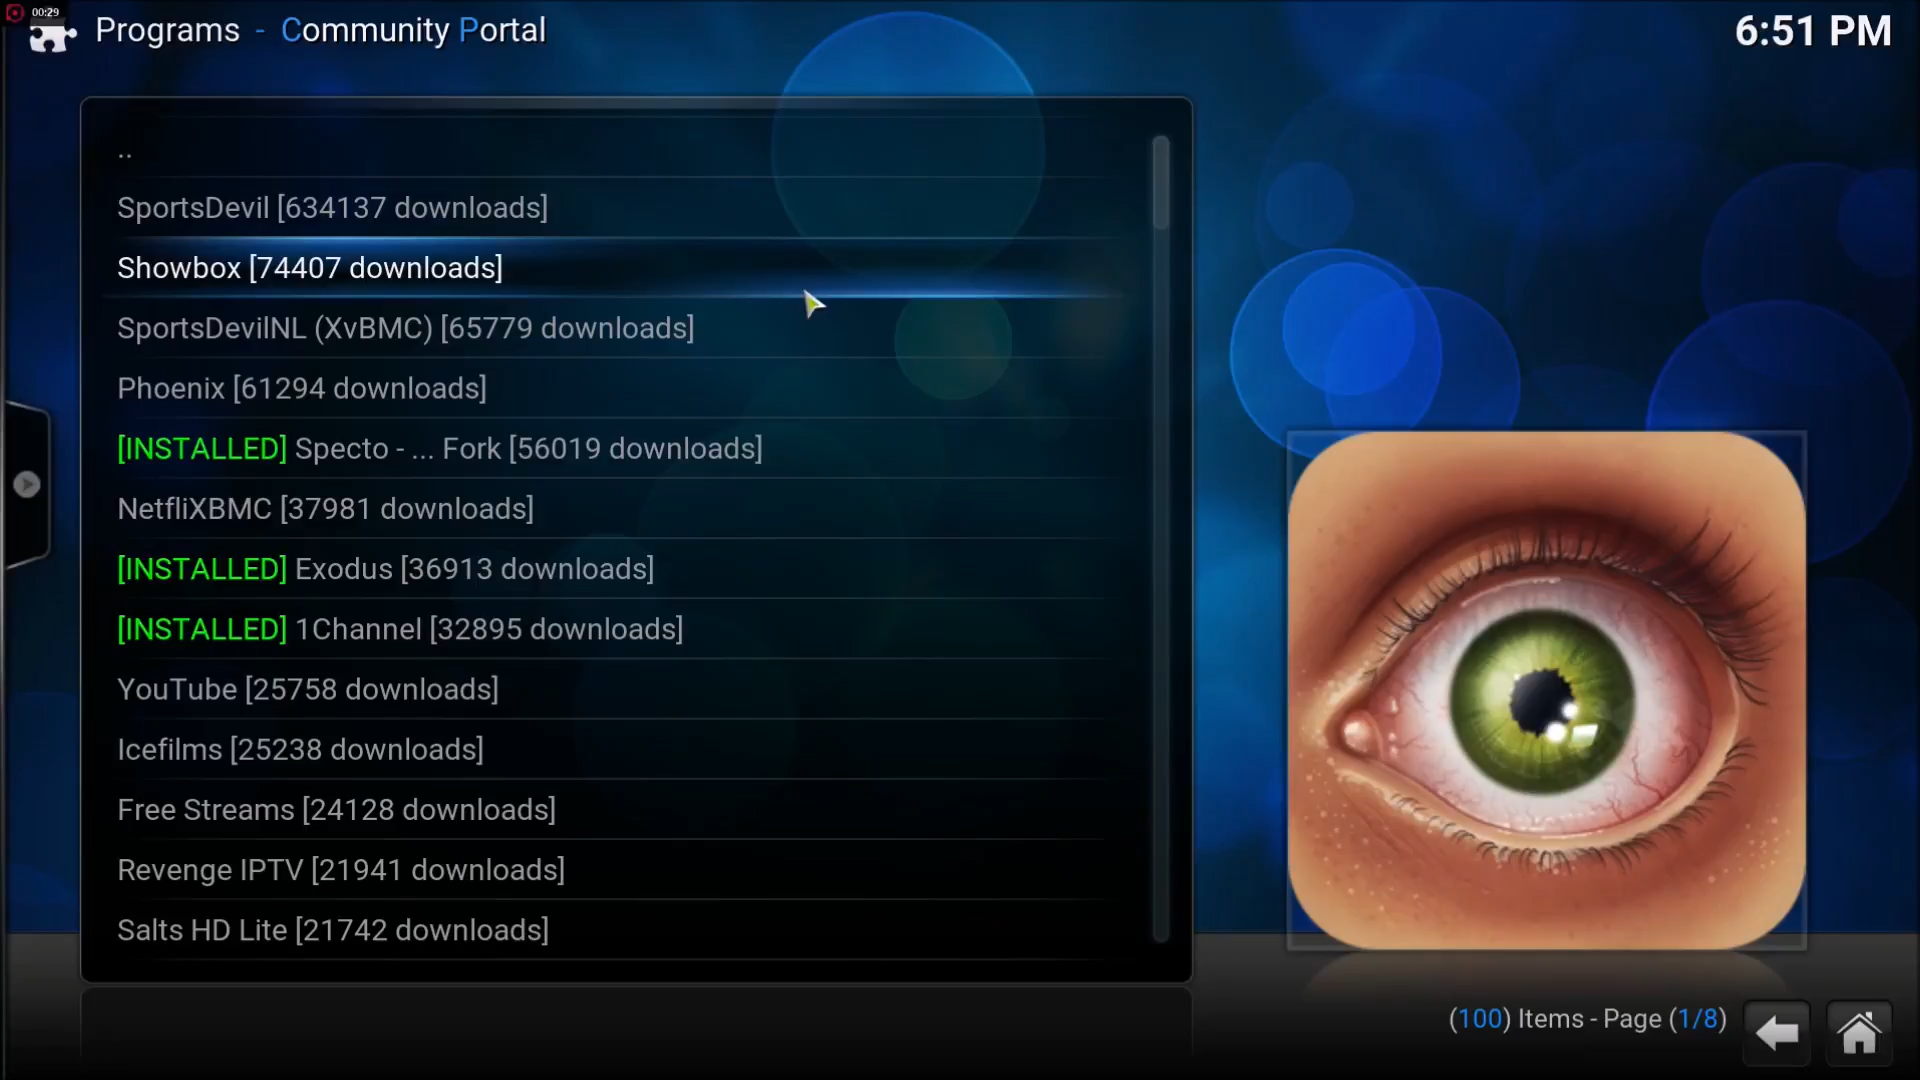 00:29
Programs - Community Portal
6:51 PM
..
SportsDevil [634137 downloads]
Showbox [74407 downloads]
SportsDevilNL (XvBMC) [65779 downloads]
Phoenix [61294 downloads]
[INSTALLED] Specto - ... Fork [56019 downloads]
NetfliXBMC [37981 downloads]
[INSTALLED] Exodus [36913 downloads]
[INSTALLED] 1Channel [32895 downloads]
YouTube [25758 downloads]
Icefilms [25238 downloads]
Free Streams [24128 downloads]
Revenge IPTV [21941 downloads]
Salts HD Lite [21742 downloads]
(100) Items - Page (1/8)